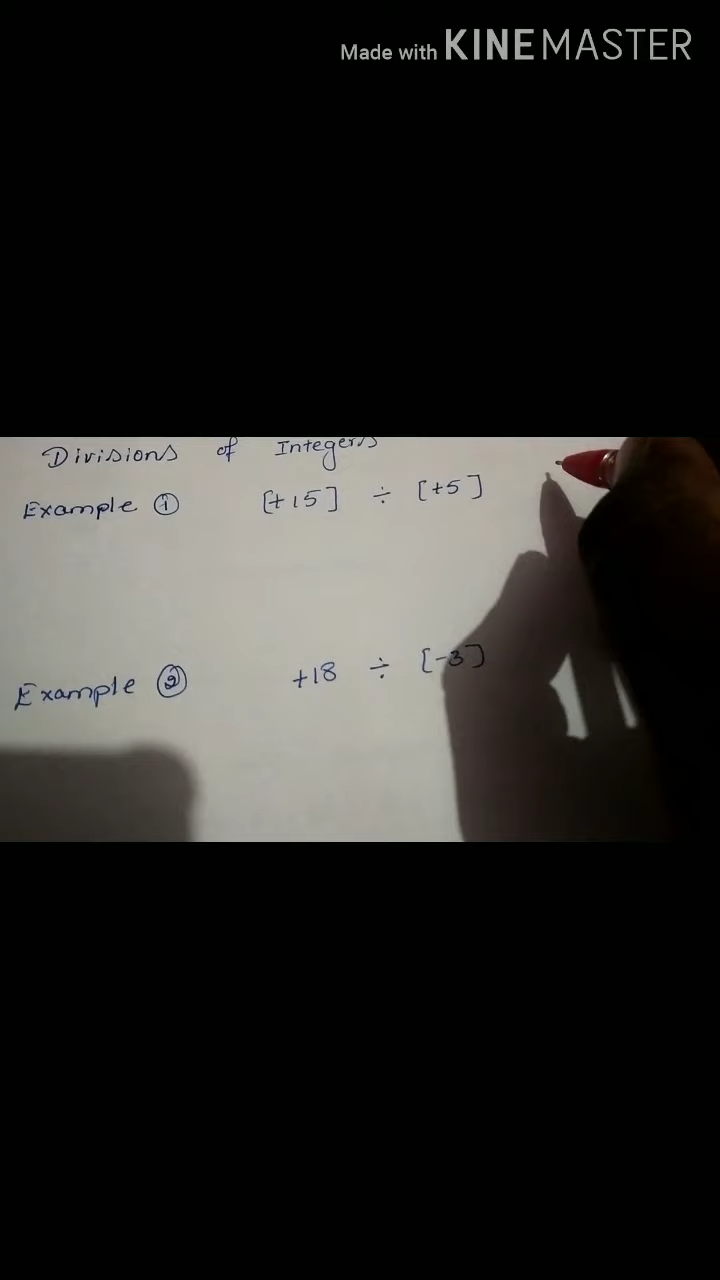 Made with KINEMASTER
Divisions of Integers
Example ① [+15] ÷ [+5]
Example ② +18 ÷ [-3]